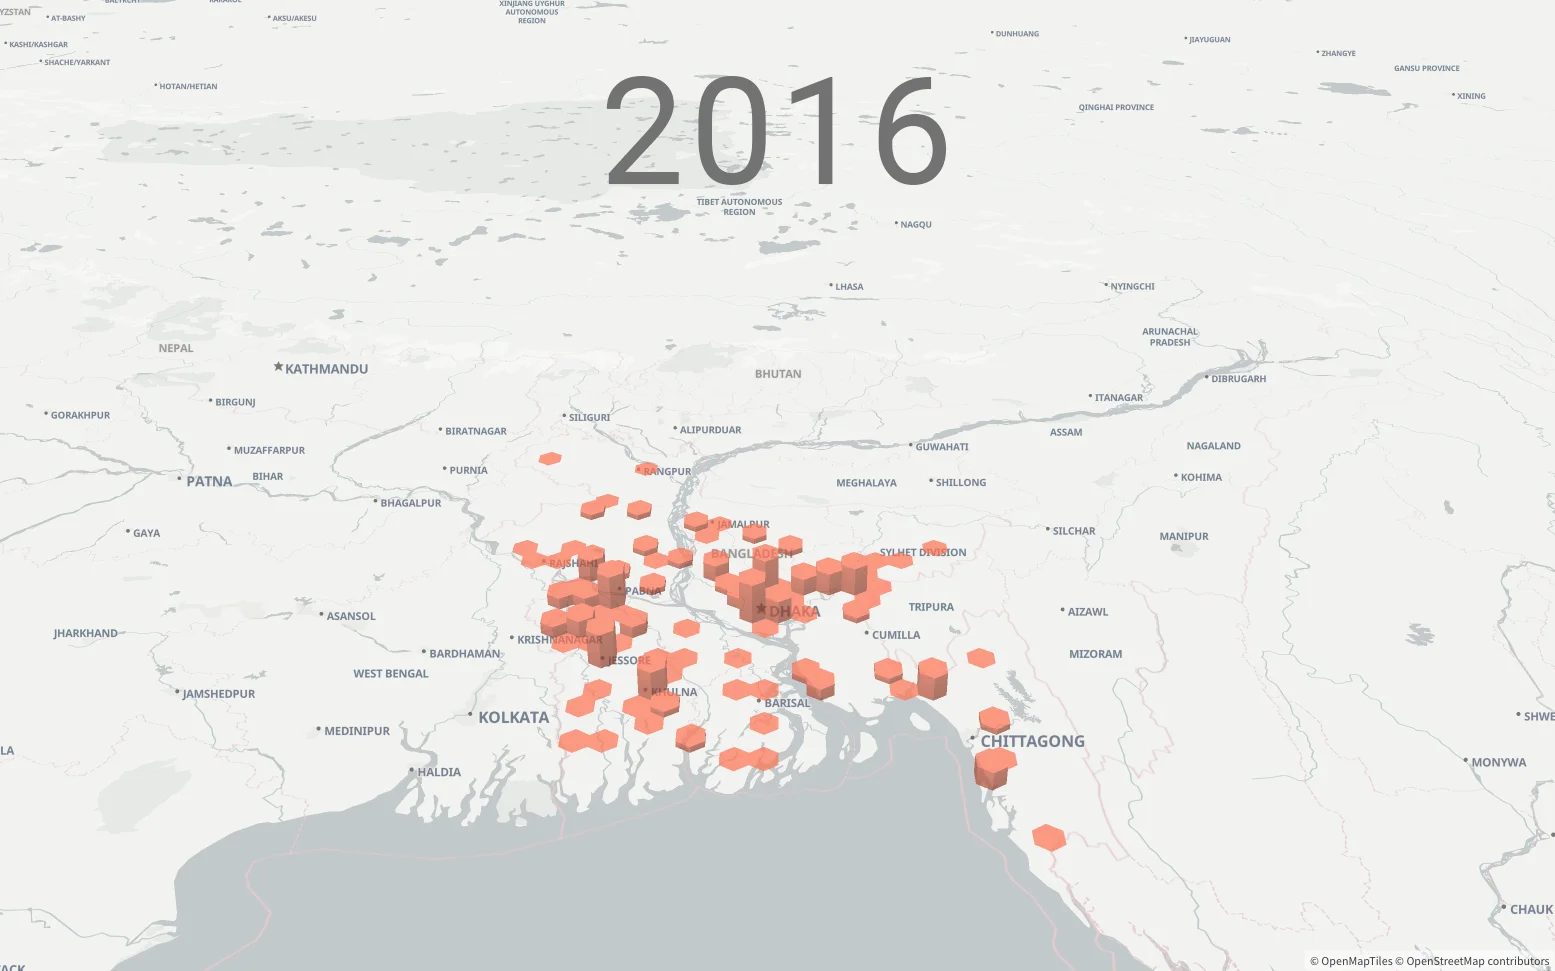 XINJIANG UYGHUR
AUTONOMOUS
REGION
YZSTAN
AT-BASHY
AKSU/AKESU
DUNHUANG
JIAYUGUAN
KASHI/KASHGAR
ZHANGYE
SHACHE/YARKANT
GANSU PROVINCE
HOTAN/HETIAN
XINING
QINGHAI PROVINCE
2016
TIBET AUTONOMOUS
REGION
NAGQU
LHASA
NYINGCHI
ARUNACHAL
PRADESH
NEPAL
KATHMANDU
BHUTAN
DIBRUGARH
BIRGUNJ
ITANAGAR
GORAKHPUR
SILIGURI
BIRATNAGAR
ALIPURDUAR
ASSAM
MUZAFFARPUR
GUWAHATI
NAGALAND
PURNIA
RANGPUR
PATNA
BIHAR
MEGHALAYA
SHILLONG
KOHIMA
BHAGALPUR
JAMALPUR
GAYA
SILCHAR
MANIPUR
BANGLADESH
SYLHET DIVISION
RAJSHAHI
PABNA
ASANSOL
DHAKA
TRIPURA
AIZAWL
JHARKHAND
KRISHNANAGAR
CUMILLA
BARDHAMAN
JESSORE
MIZORAM
WEST BENGAL
JAMSHEDPUR
KHULNA
BARISAL
KOLKATA
SHWE
MEDINIPUR
CHITTAGONG
LA
MONYWA
HALDIA
CHAUK
ACK
© OpenMapTiles © OpenStreetMap contributors